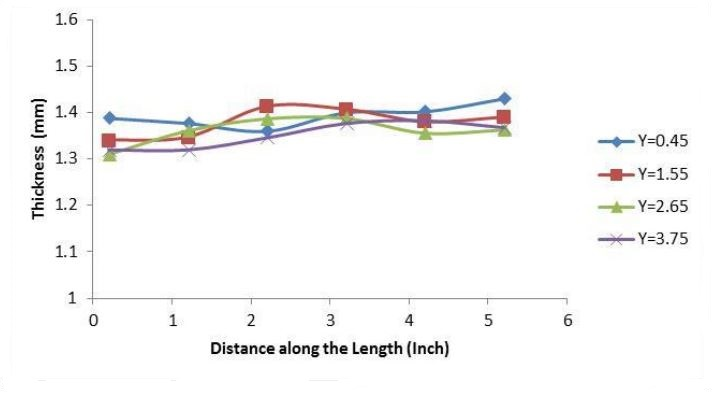 1.6
1.5
1.4
1.3
1.2
1.1
1
Thickness (mm)
0 1 2 3 4 5 6
Distance along the Length (Inch)
Y=0.45
Y=1.55
Y=2.65
Y=3.75